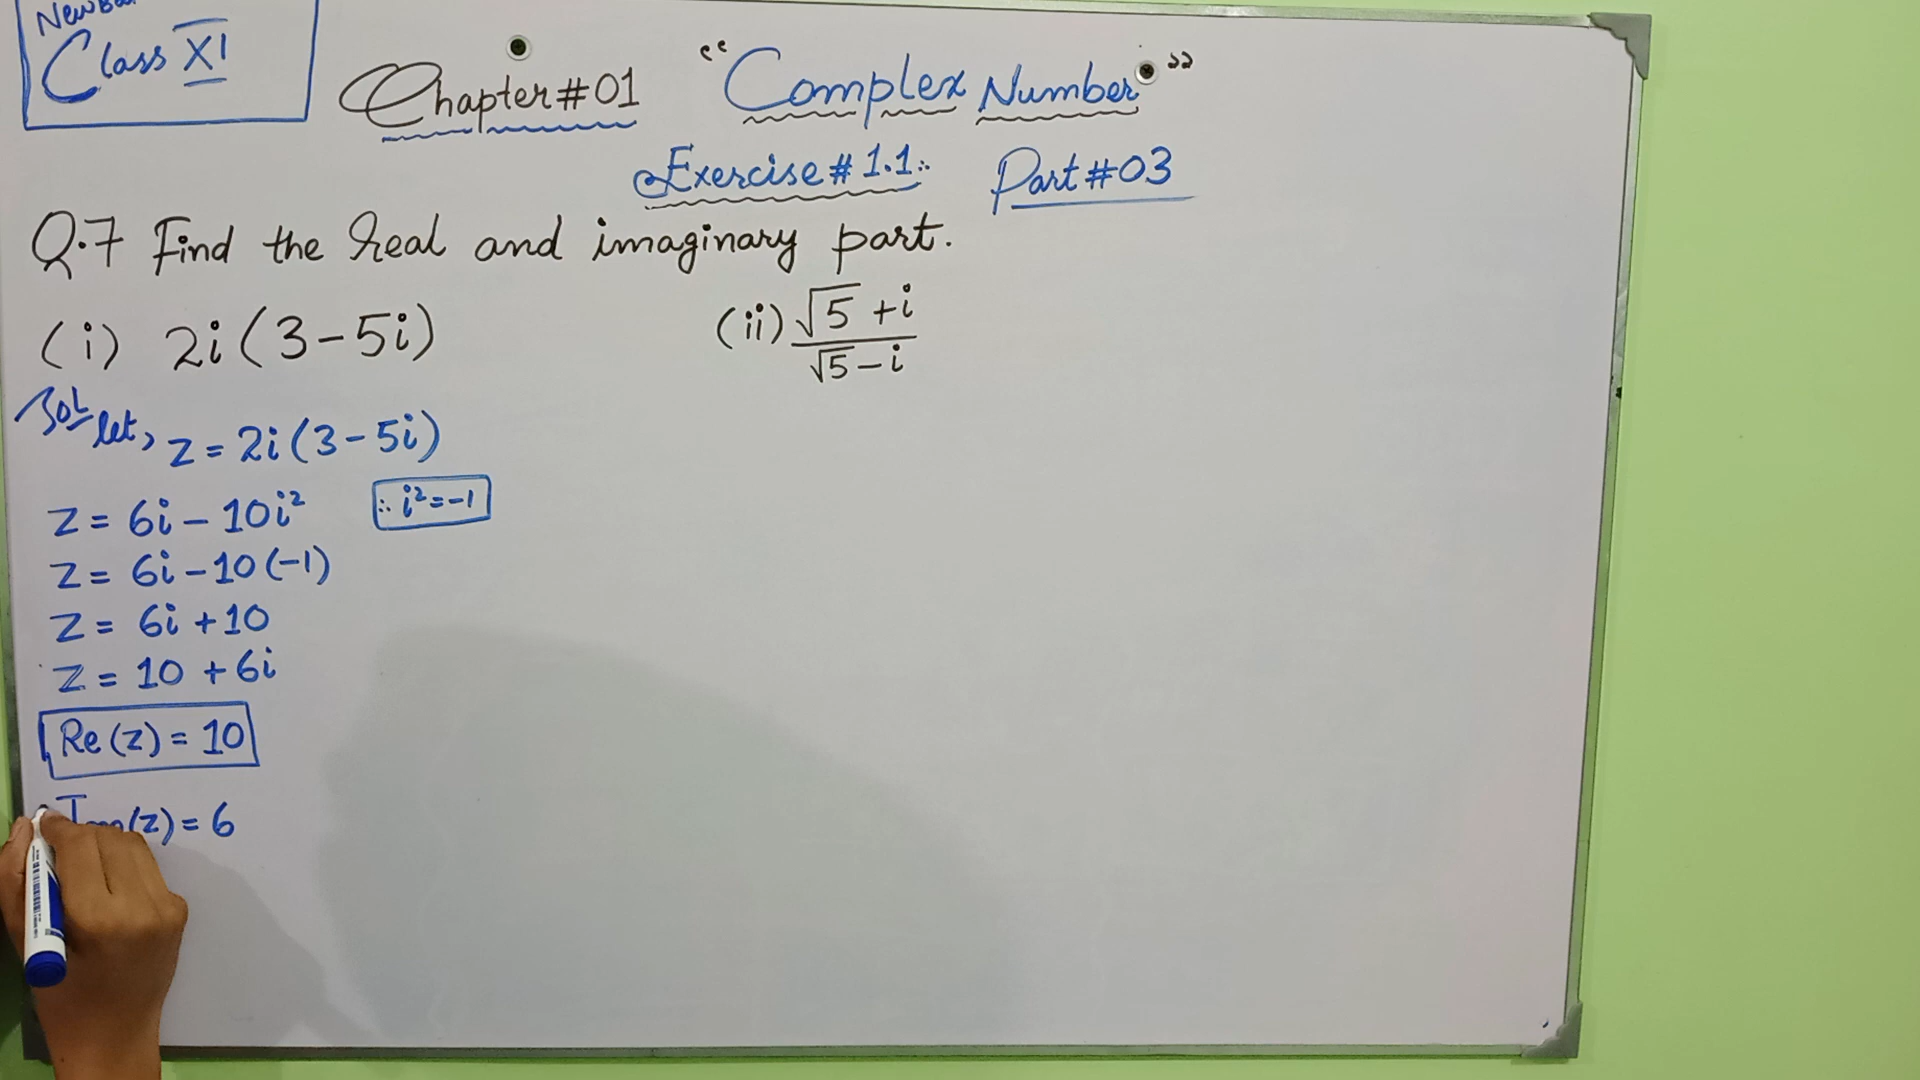 Class XI
Chapter#01 "Complex Number"
Exercise#1.1:. Part#03
Q.7 Find the real and imaginary part.
(i) 2i(3-5i) (ii) √5+i / √5-i
Sol let, z = 2i(3-5i)
z = 6i - 10i² ∴ i²=-1
z = 6i - 10(-1)
z = 6i + 10
z = 10 + 6i
Re(z) = 10
Im(z) = 6